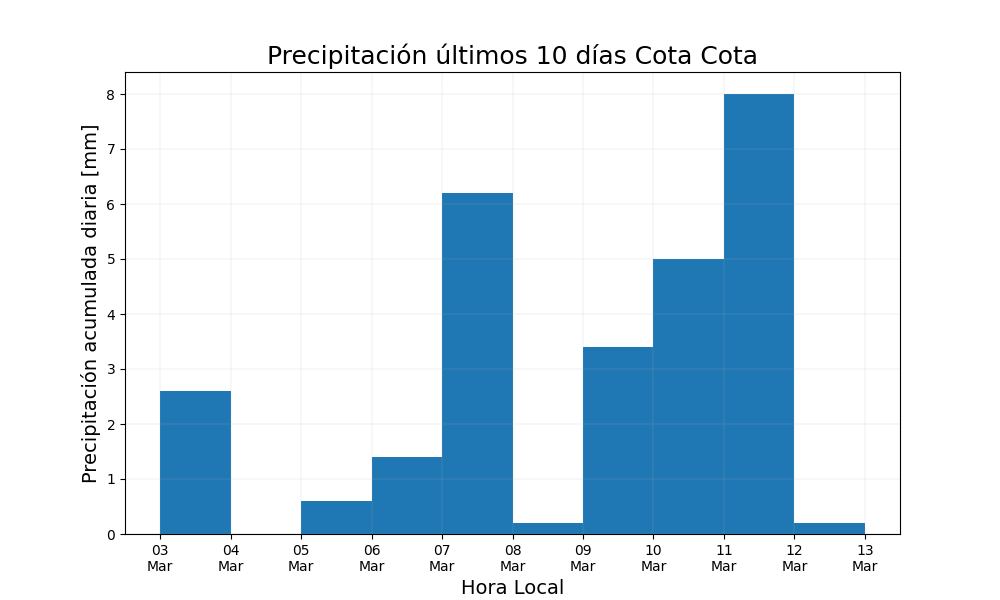 Precipitación últimos 10 días Cota Cota
Precipitación acumulada diaria [mm]
8
7
6
5
4
3
2
1
0
03 04 05 06 07 08 09 10 11 12 13
Mar Mar Mar Mar Mar Mar Mar Mar Mar Mar Mar
Hora Local